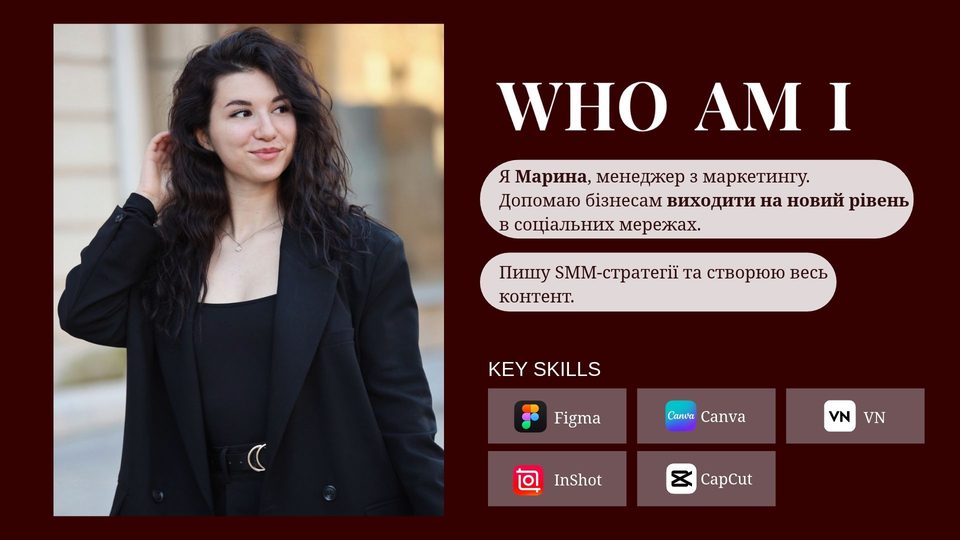 WHO AM I
Я Марина, менеджер з маркетингу.
Допомаю бізнесам виходити на новий рівень
в соціальних мережах.
Пишу SMM-стратегії та створюю весь
контент.
KEY SKILLS
Figma
Canva Canva
VN VN
InShot
CapCut